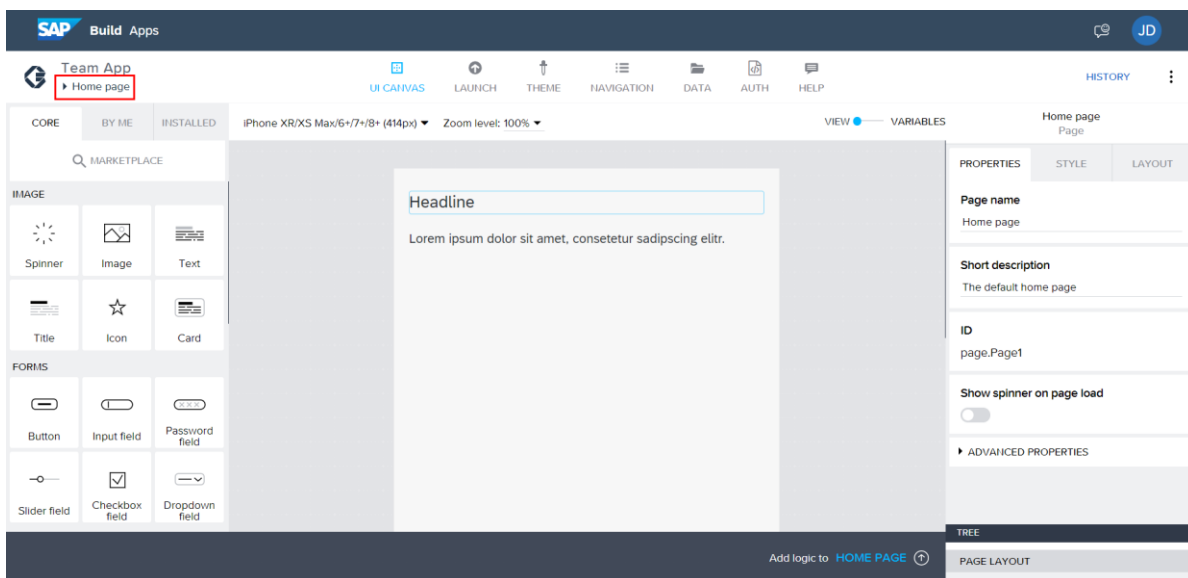 SAP Build Apps
JD
Team App
Home page
UI CANVAS LAUNCH THEME NAVIGATION DATA AUTH HELP
HISTORY
CORE BY ME INSTALLED
iPhone XR/XS Max/6+/7+/8+ (414px) Zoom level: 100%
VIEW VARIABLES
Home page
Page
MARKETPLACE
PROPERTIES STYLE LAYOUT
IMAGE
Spinner Image Text
Title Icon Card
FORMS
Button Input field Password field
Slider field Checkbox field Dropdown field
Headline
Lorem ipsum dolor sit amet, consetetur sadipscing elitr.
Page name
Home page
Short description
The default home page
ID
page.Page1
Show spinner on page load
ADVANCED PROPERTIES
Add logic to HOME PAGE
TREE
PAGE LAYOUT